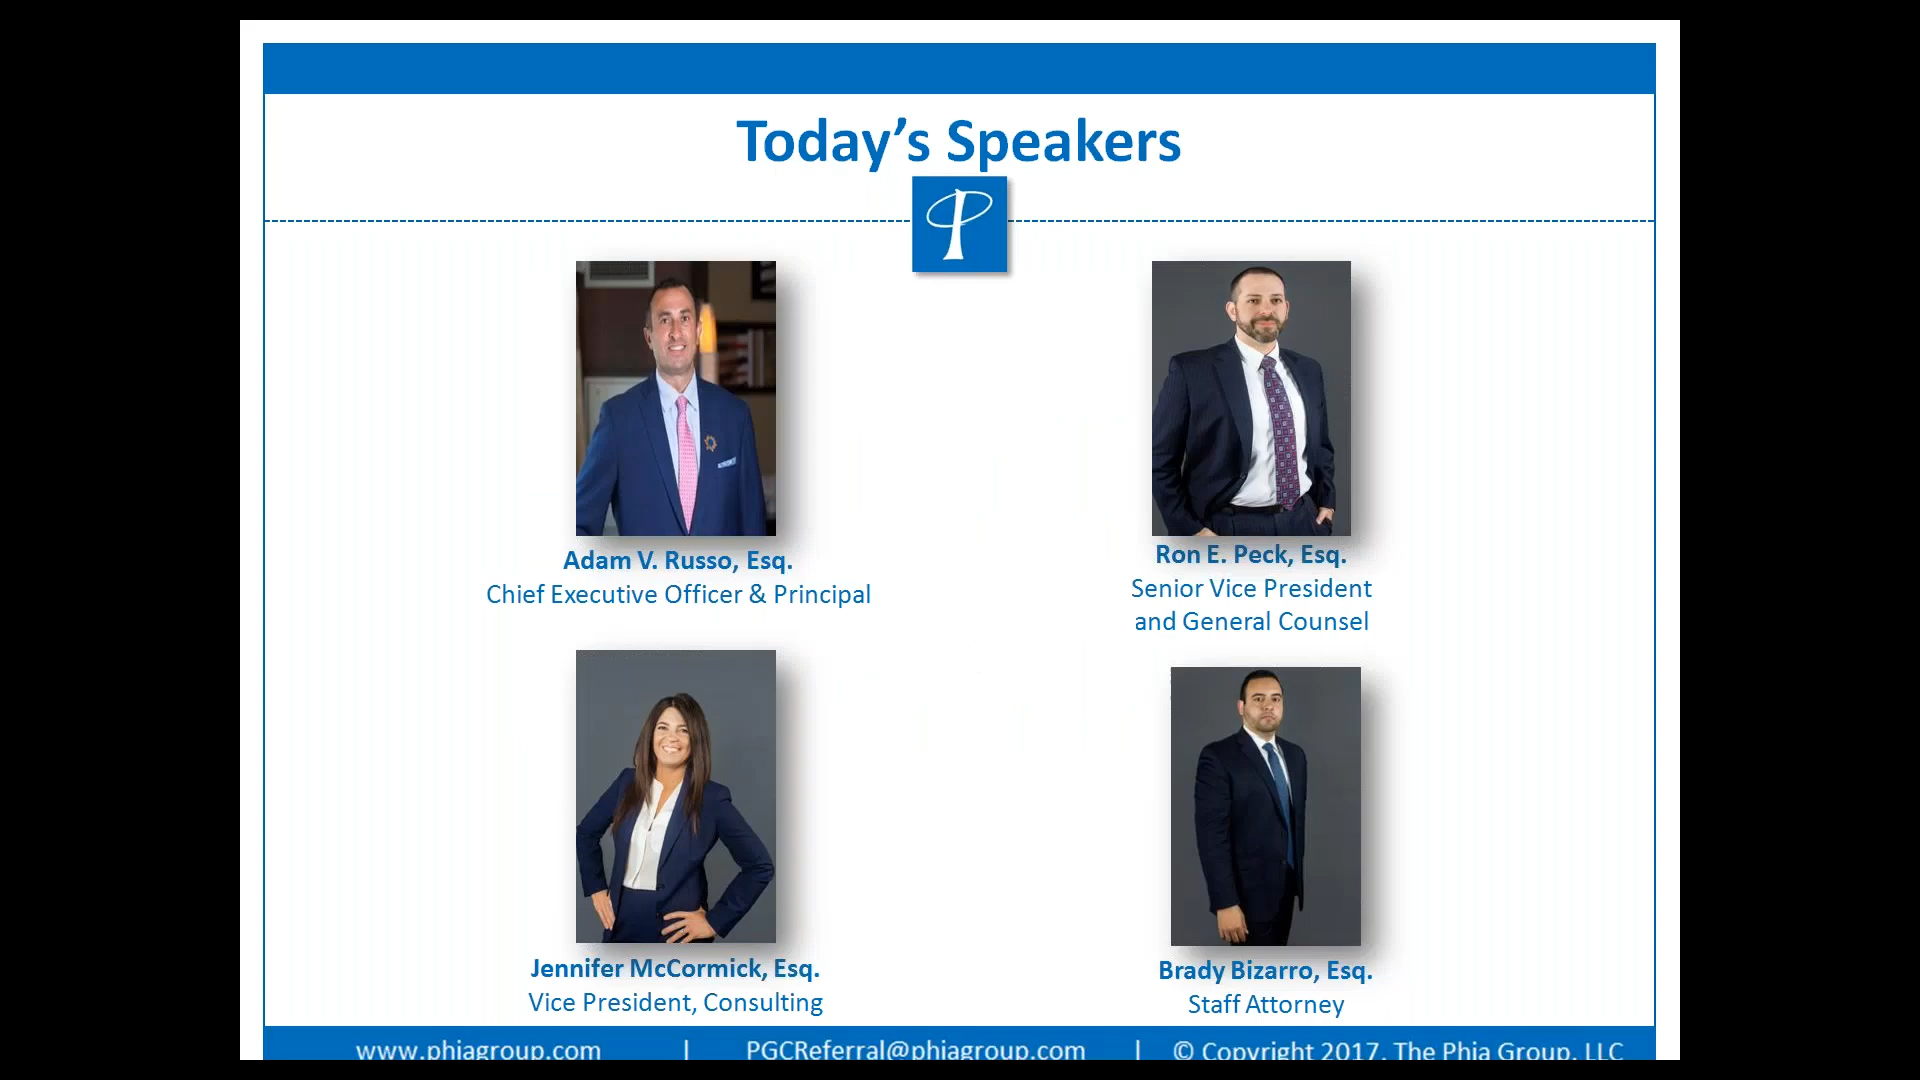 Today's Speakers
P
Adam V. Russo, Esq.
Chief Executive Officer & Principal
Ron E. Peck, Esq.
Senior Vice President
and General Counsel
Jennifer McCormick, Esq.
Vice President, Consulting
Brady Bizarro, Esq.
Staff Attorney
www.phiagroup.com | PGCReferral@phiagroup.com | © Copyright 2017. The Phia Group, LLC